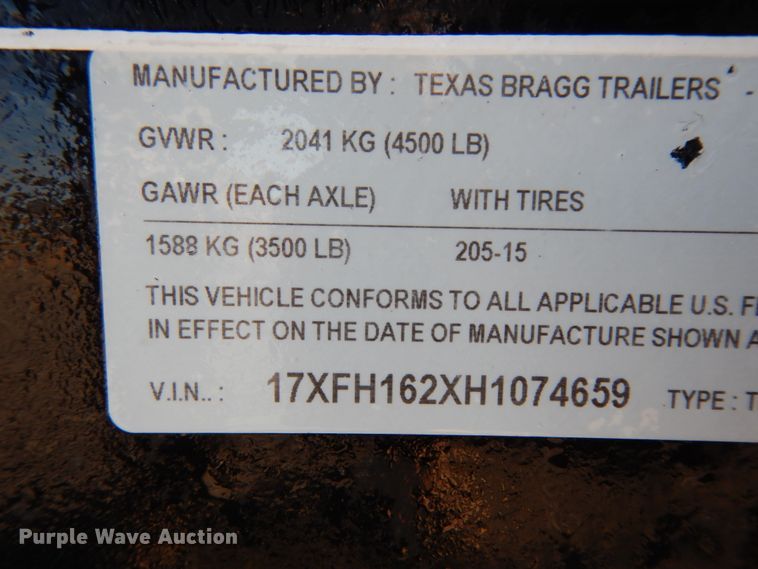 MANUFACTURED BY : TEXAS BRAGG TRAILERS -
GVWR : 2041 KG (4500 LB)
GAWR (EACH AXLE) WITH TIRES
1588 KG (3500 LB) 205-15
THIS VEHICLE CONFORMS TO ALL APPLICABLE U.S.
IN EFFECT ON THE DATE OF MANUFACTURE SHOWN
V.I.N.. : 17XFH162XH1074659 TYPE : T
Purple Wave Auction